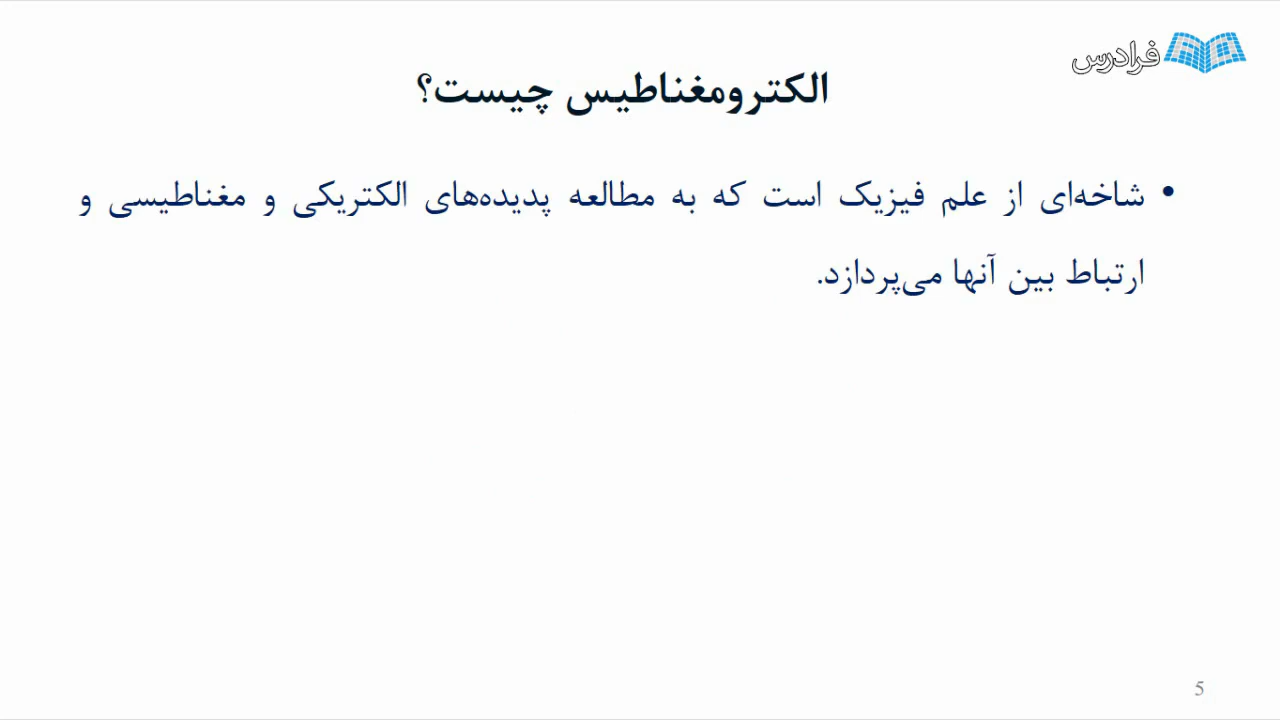 فرادرس
الکترومغناطیس چیست؟
• شاخه‌ای از علم فیزیک است که به مطالعه پدیده‌های الکتریکی و مغناطیسی و
ارتباط بین آنها می‌پردازد.
5